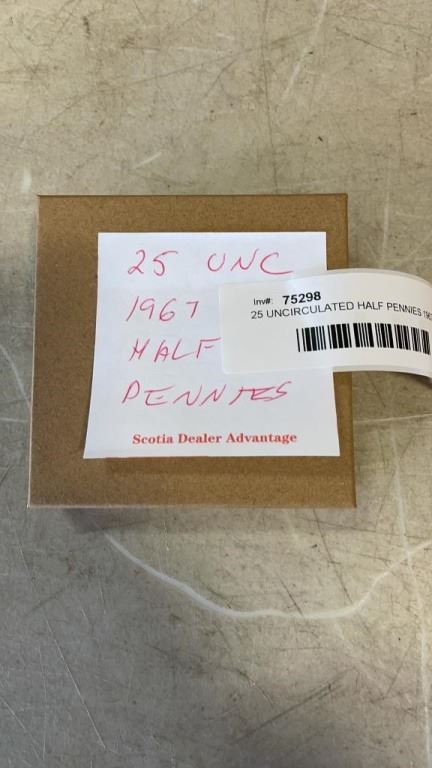 25 UNC
1967
HALF
PENNIES
Scotia Dealer Advantage
Inv#: 75298
25 UNCIRCULATED HALF PENNIES